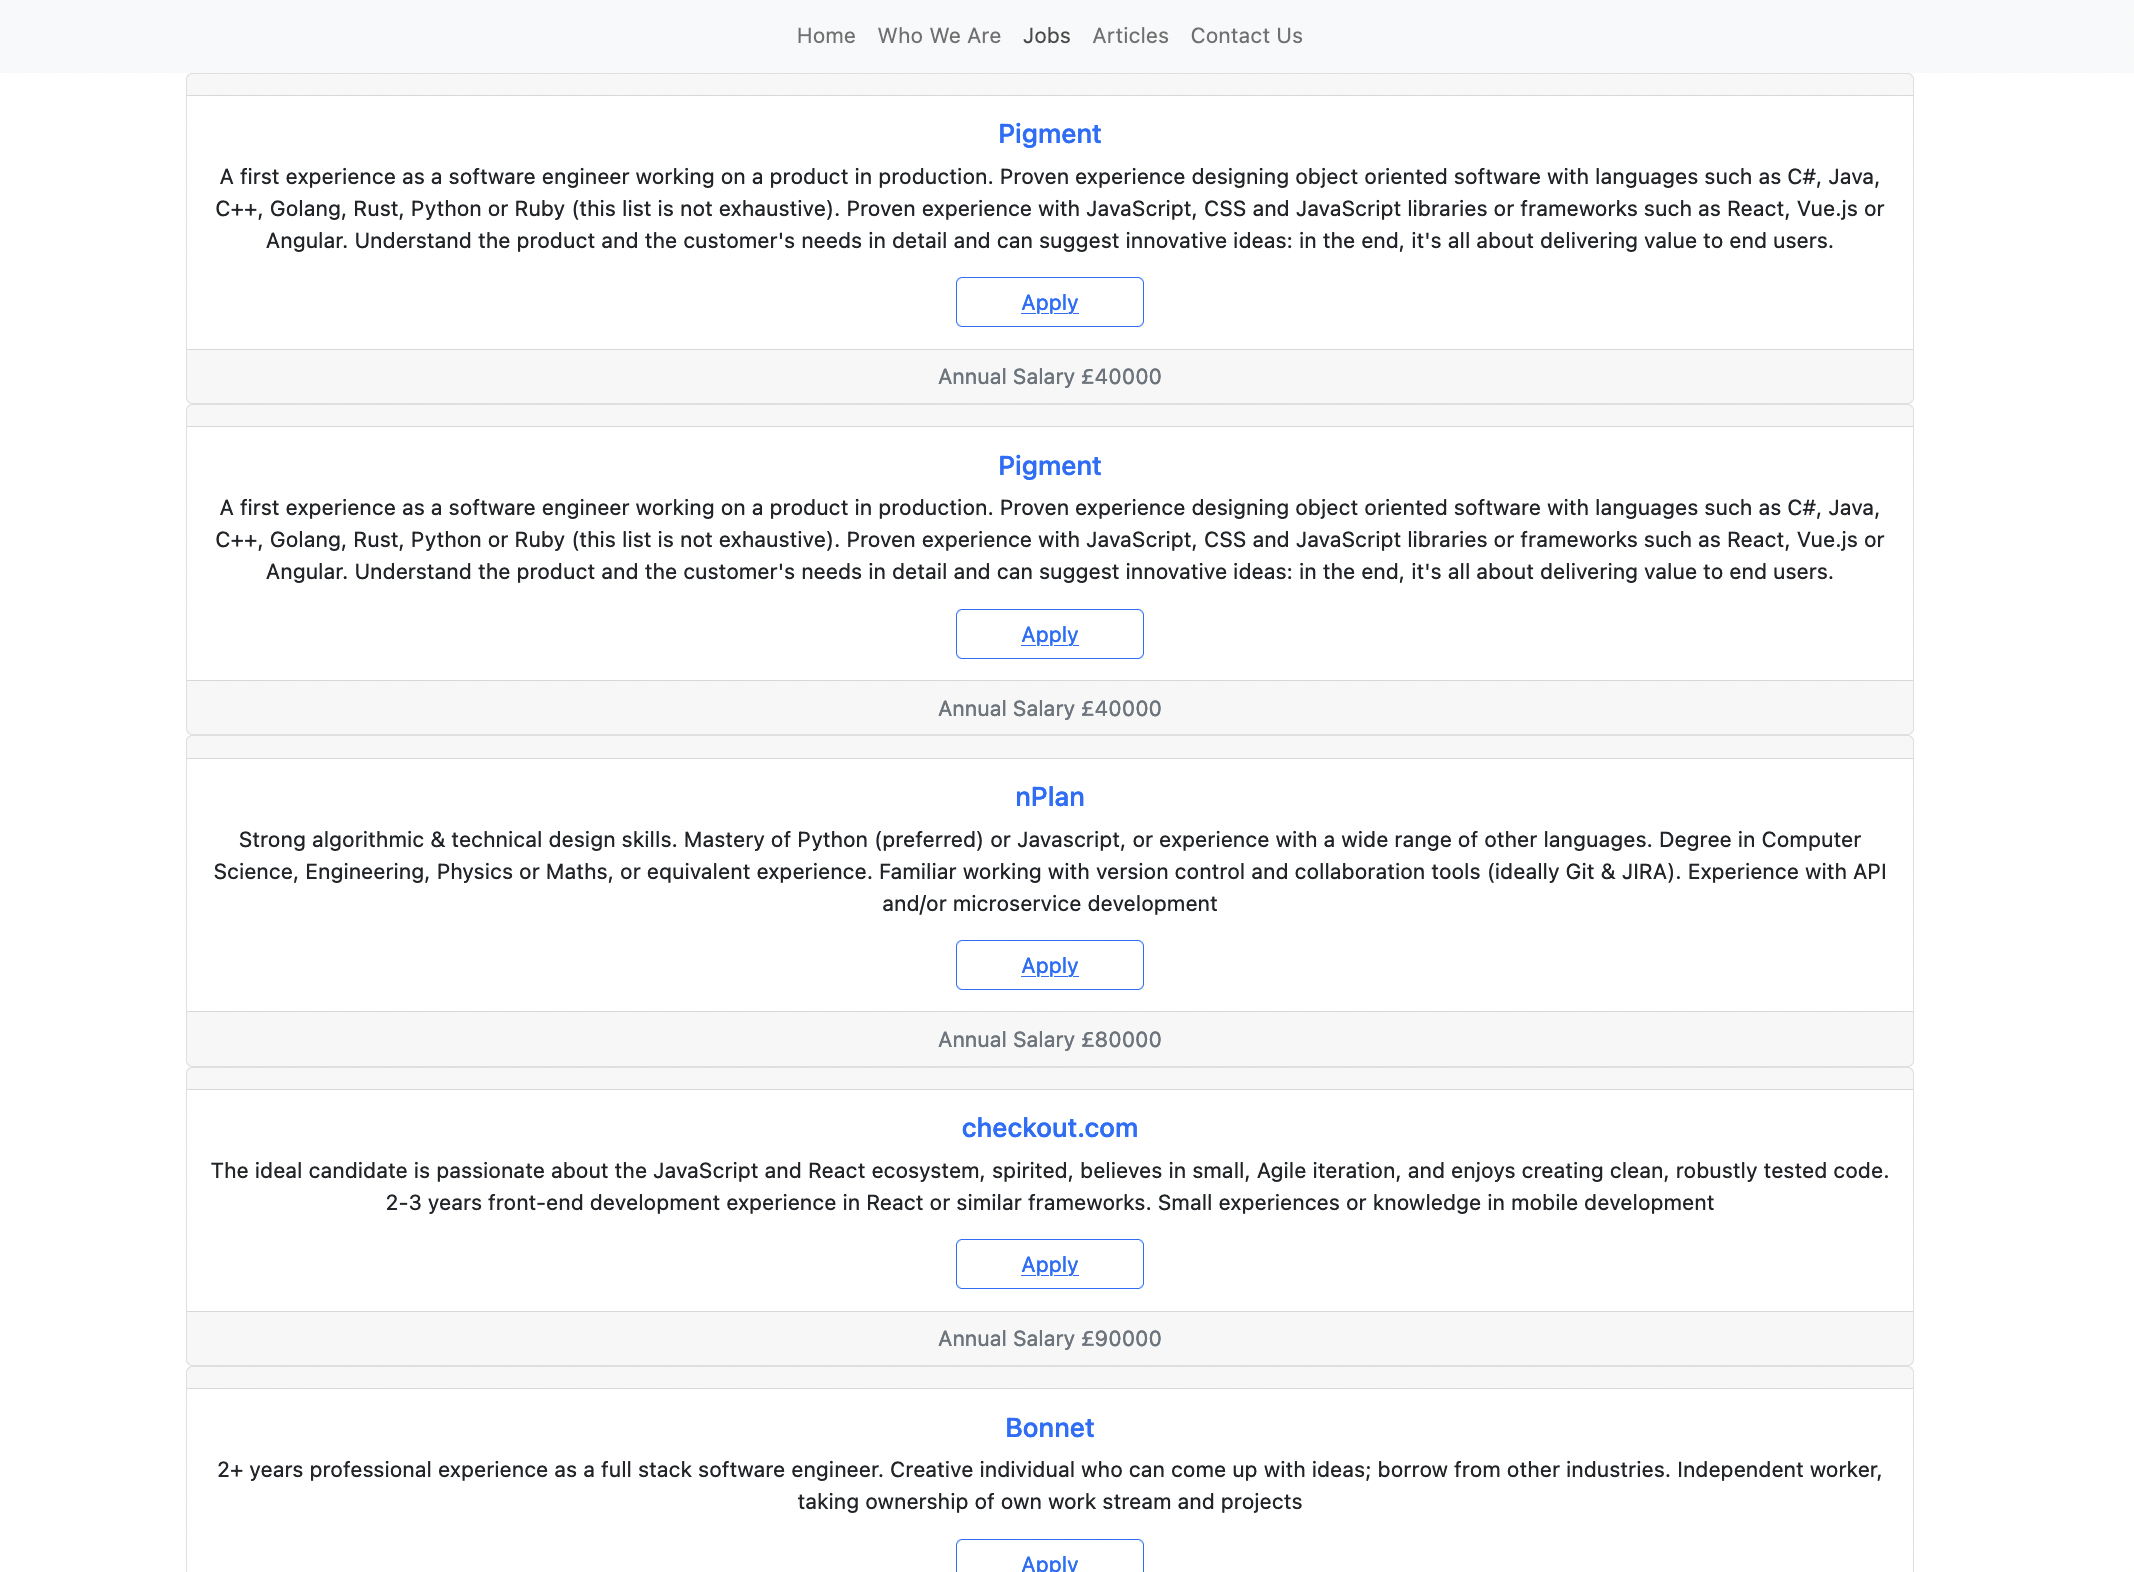 Home Who We Are Jobs Articles Contact Us
Pigment
A first experience as a software engineer working on a product in production. Proven experience designing object oriented software with languages such as C#, Java,
C++, Golang, Rust, Python or Ruby (this list is not exhaustive). Proven experience with JavaScript, CSS and JavaScript libraries or frameworks such as React, Vue.js or
Angular. Understand the product and the customer's needs in detail and can suggest innovative ideas: in the end, it's all about delivering value to end users.
Apply
Annual Salary £40000
Pigment
A first experience as a software engineer working on a product in production. Proven experience designing object oriented software with languages such as C#, Java,
C++, Golang, Rust, Python or Ruby (this list is not exhaustive). Proven experience with JavaScript, CSS and JavaScript libraries or frameworks such as React, Vue.js or
Angular. Understand the product and the customer's needs in detail and can suggest innovative ideas: in the end, it's all about delivering value to end users.
Apply
Annual Salary £40000
nPlan
Strong algorithmic & technical design skills. Mastery of Python (preferred) or Javascript, or experience with a wide range of other languages. Degree in Computer
Science, Engineering, Physics or Maths, or equivalent experience. Familiar working with version control and collaboration tools (ideally Git & JIRA). Experience with API
and/or microservice development
Apply
Annual Salary £80000
checkout.com
The ideal candidate is passionate about the JavaScript and React ecosystem, spirited, believes in small, Agile iteration, and enjoys creating clean, robustly tested code.
2-3 years front-end development experience in React or similar frameworks. Small experiences or knowledge in mobile development
Apply
Annual Salary £90000
Bonnet
2+ years professional experience as a full stack software engineer. Creative individual who can come up with ideas; borrow from other industries. Independent worker,
taking ownership of own work stream and projects
Apply